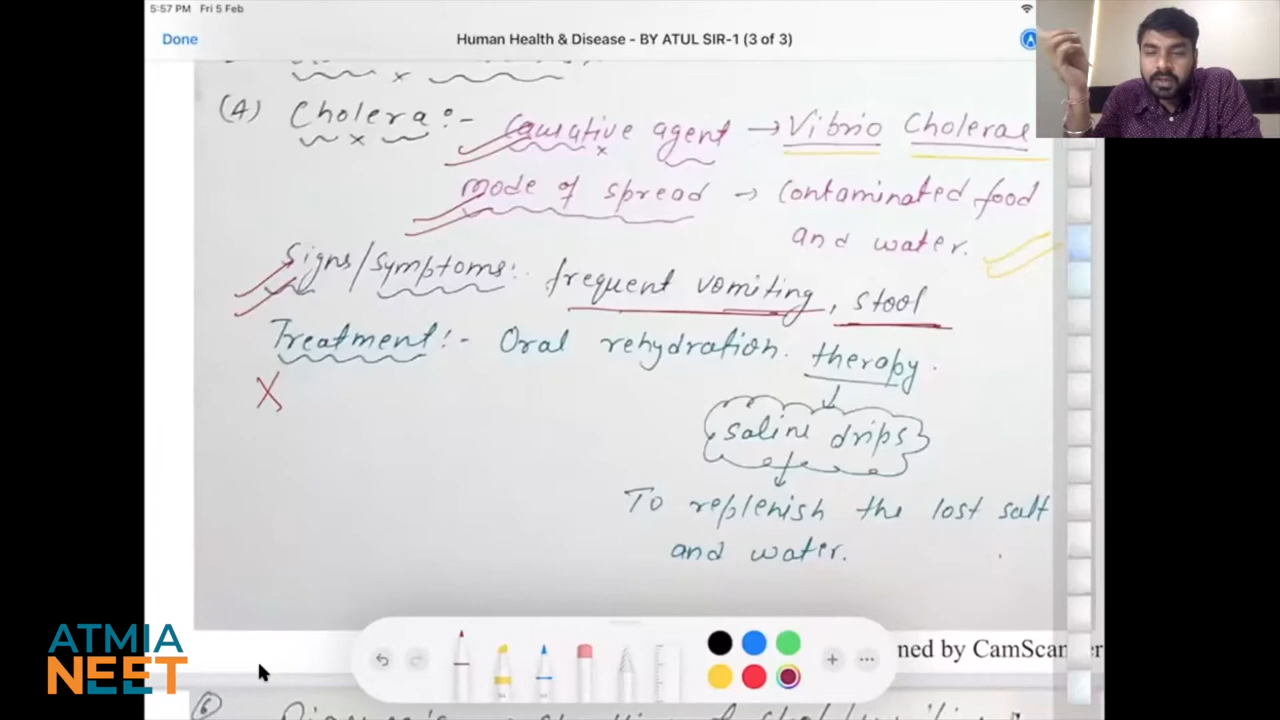 5:57 PM Fri 5 Feb
Done
Human Health & Disease - BY ATUL SIR-1 (3 of 3)
(4) Cholera :- Causative agent → Vibrio Cholerae
mode of spread → Contaminated food
and water.
Signs/symptoms:- frequent vomiting, stool
Treatment:- Oral rehydration. therapy.
saline drips
To replenish the lost salt
and water.
ned by CamScanner
ATMIA
NEET